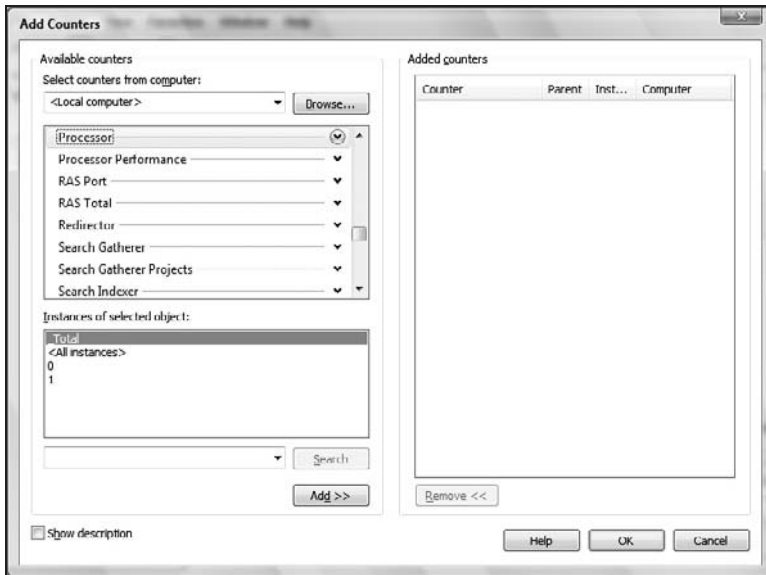 Add Counters
Available counters
Select counters from computer:
<Local computer>
Browse...
Processor
Processor Performance
RAS Port
RAS Total
Redirector
Search Gatherer
Search Gatherer Projects
Search Indexer
Instances of selected object:
_Total
<All instances>
0
1
Search
Add >>
Show description
Added counters
Counter Parent Inst... Computer
Remove <<
Help OK Cancel